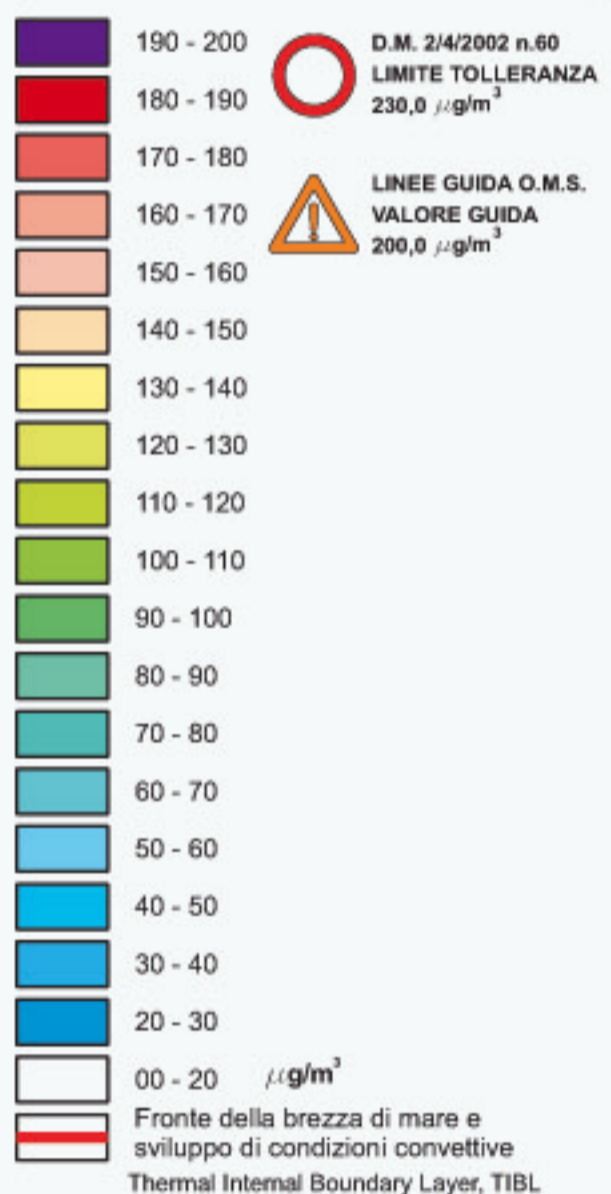 190 - 200
D.M. 2/4/2002 n.60
LIMITE TOLLERANZA
230,0 µg/m³
180 - 190
170 - 180
LINEE GUIDA O.M.S.
VALORE GUIDA
200,0 µg/m³
160 - 170
150 - 160
140 - 150
130 - 140
120 - 130
110 - 120
100 - 110
90 - 100
80 - 90
70 - 80
60 - 70
50 - 60
40 - 50
30 - 40
20 - 30
00 - 20 µg/m³
Fronte della brezza di mare e
sviluppo di condizioni convettive
Thermal Internal Boundary Layer, TIBL